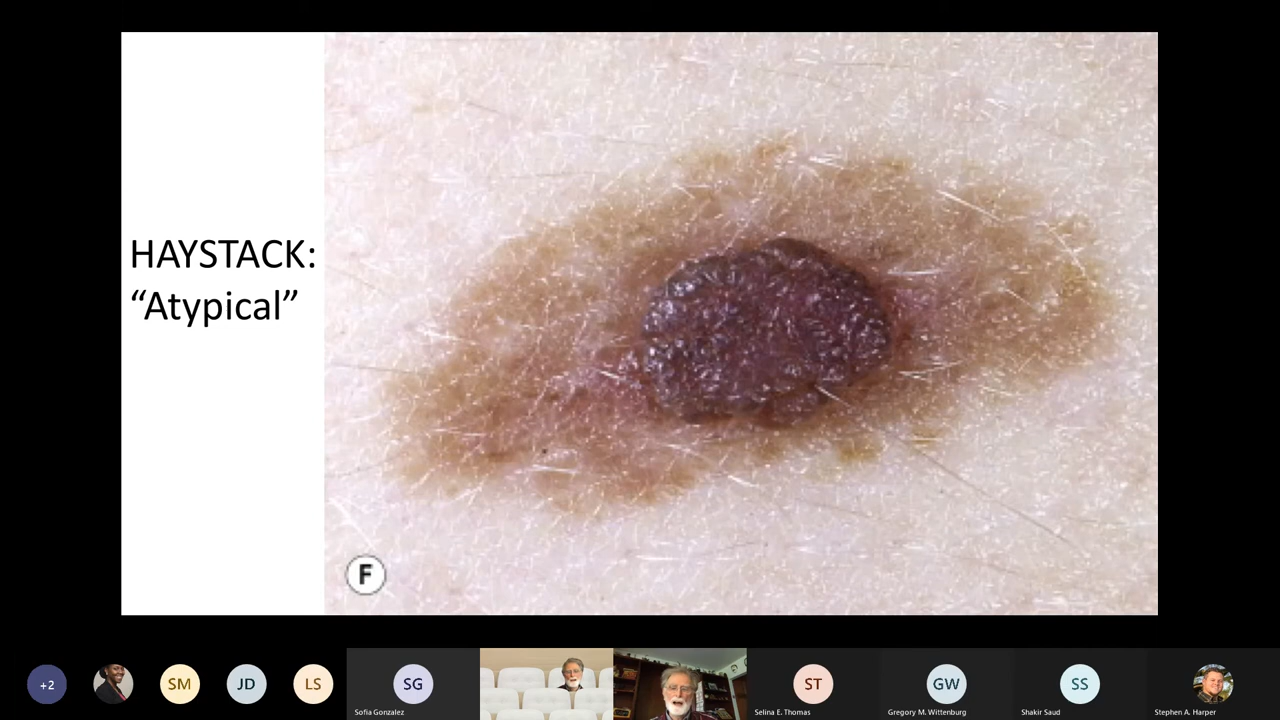 HAYSTACK:
“Atypical”
F
+2
SM
JD
LS
SG
ST
GW
SS
Sofia Gonzalez
Selina E. Thomas
Gregory M. Wittenburg
Shakir Saud
Stephen A. Harper